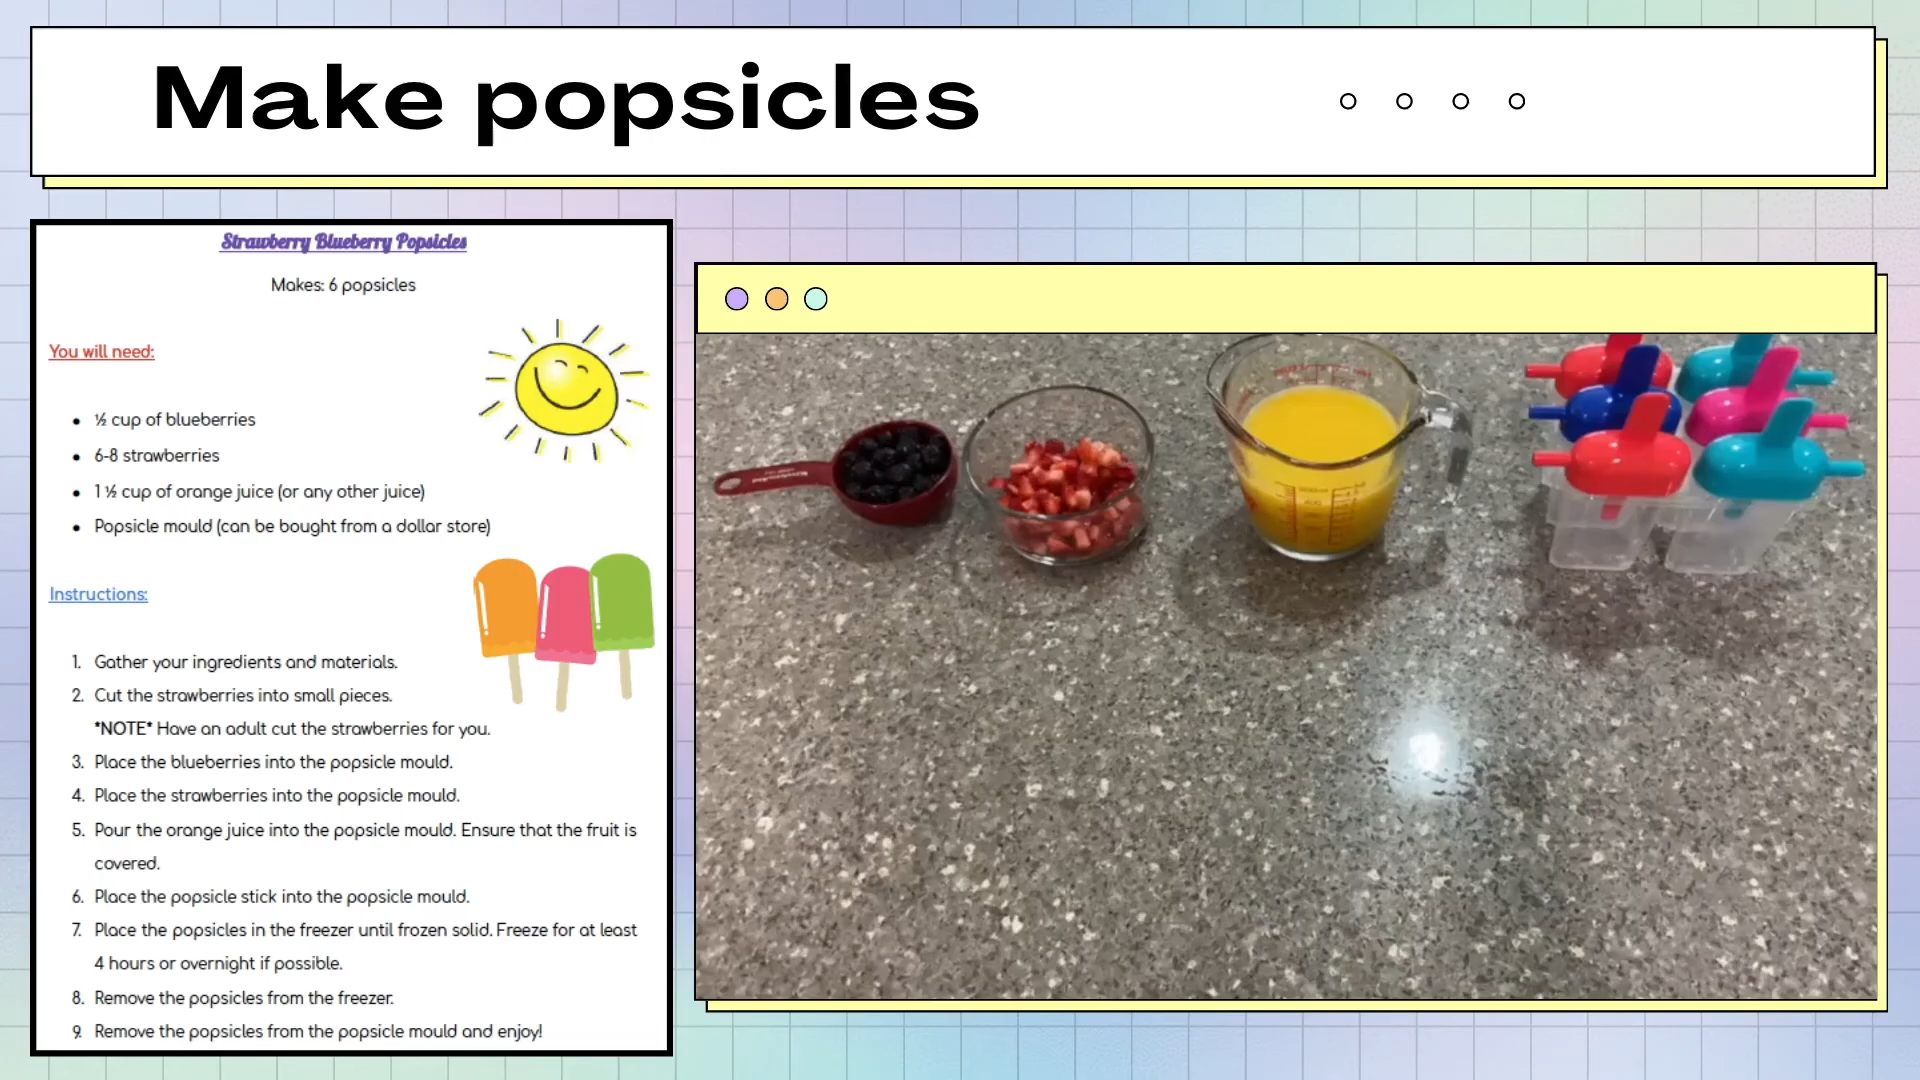 Make popsicles
Strawberry Blueberry Popsicles
Makes: 6 popsicles
You will need:
• ½ cup of blueberries
• 6-8 strawberries
• 1 ½ cup of orange juice (or any other juice)
• Popsicle mould (can be bought from a dollar store)
Instructions:
1. Gather your ingredients and materials.
2. Cut the strawberries into small pieces.
*NOTE* Have an adult cut the strawberries for you.
3. Place the blueberries into the popsicle mould.
4. Place the strawberries into the popsicle mould.
5. Pour the orange juice into the popsicle mould. Ensure that the fruit is
covered.
6. Place the popsicle stick into the popsicle mould.
7. Place the popsicles in the freezer until frozen solid. Freeze for at least
4 hours or overnight if possible.
8. Remove the popsicles from the freezer.
9. Remove the popsicles from the popsicle mould and enjoy!